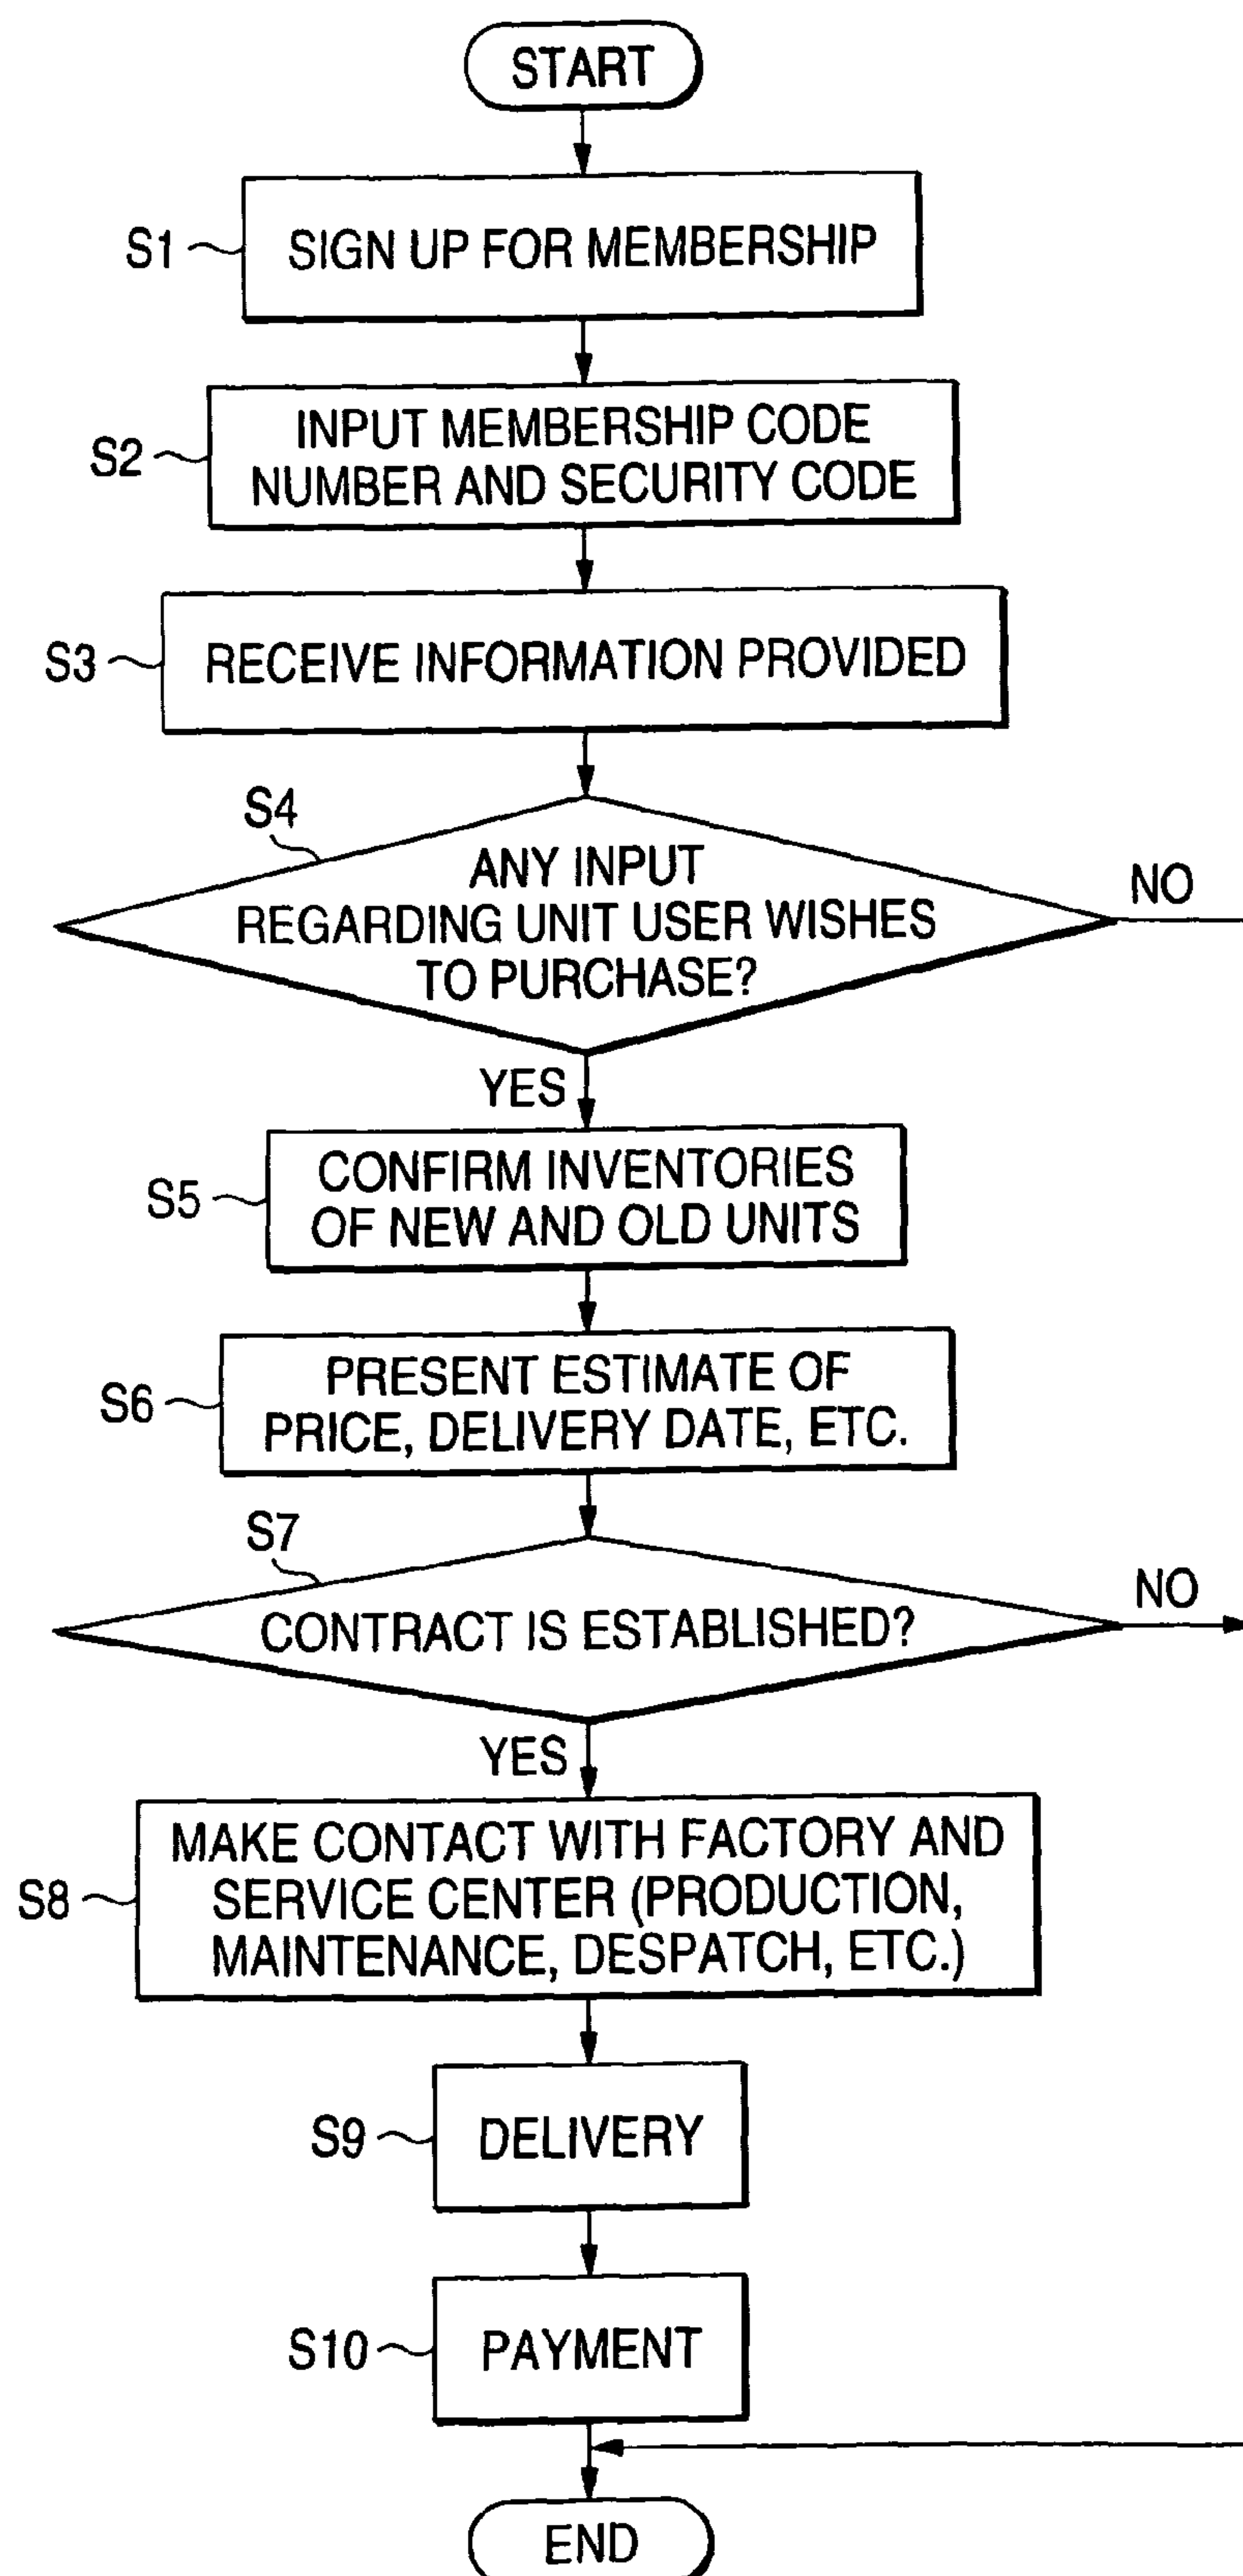 START
S1
SIGN UP FOR MEMBERSHIP
S2
INPUT MEMBERSHIP CODE
NUMBER AND SECURITY CODE
S3
RECEIVE INFORMATION PROVIDED
S4
ANY INPUT
REGARDING UNIT USER WISHES
TO PURCHASE?
NO
YES
S5
CONFIRM INVENTORIES
OF NEW AND OLD UNITS
S6
PRESENT ESTIMATE OF
PRICE, DELIVERY DATE, ETC.
S7
CONTRACT IS ESTABLISHED?
NO
YES
S8
MAKE CONTACT WITH FACTORY AND
SERVICE CENTER (PRODUCTION,
MAINTENANCE, DESPATCH, ETC.)
S9
DELIVERY
S10
PAYMENT
END